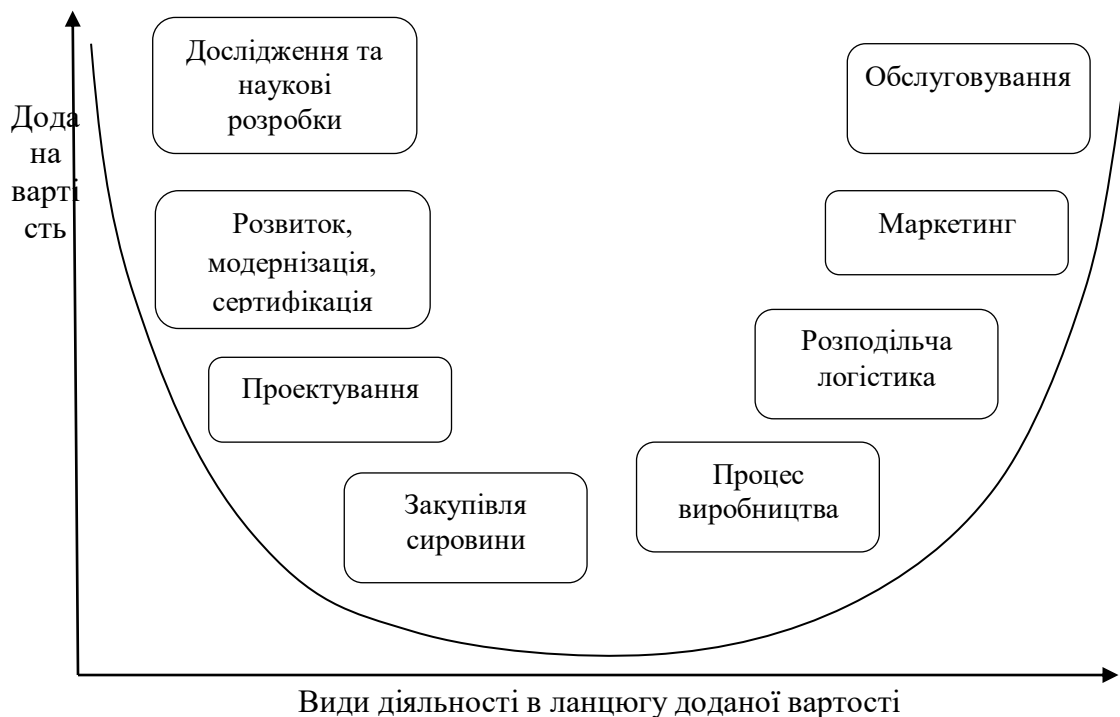 Дослідження та
наукові
розробки
Обслуговування
Дода
на
варті
сть
Розвиток,
модернізація,
сертифікація
Маркетинг
Проектування
Розподільча
логістика
Закупівля
сировини
Процес
виробництва
Види діяльності в ланцюгу доданої вартості